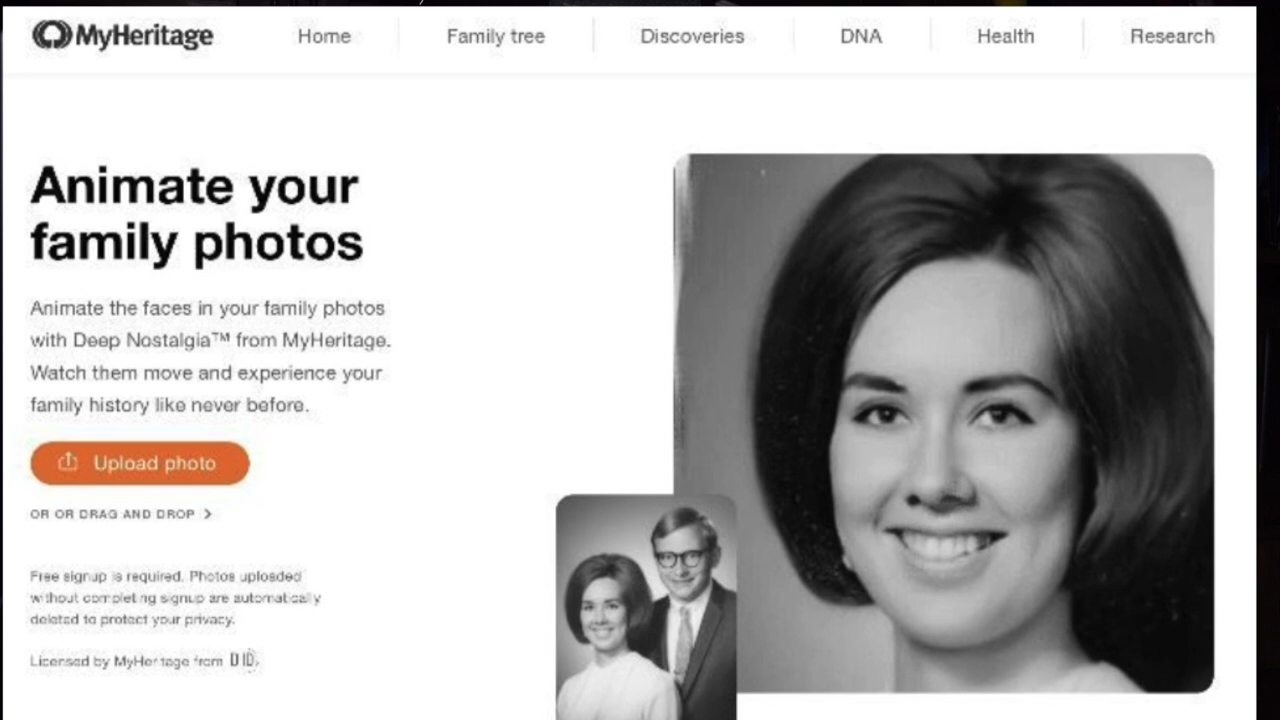 MyHeritage
Home
Family tree
Discoveries
DNA
Health
Research
Animate your
family photos
Animate the faces in your family photos
with Deep Nostalgia™ from MyHeritage.
Watch them move and experience your
family history like never before.
Upload photo
OR OR DRAG AND DROP >
Free signup is required. Photos uploaded
without completing signup are automatically
deleted to protect your privacy.
Licensed by MyHeritage from D-ID.